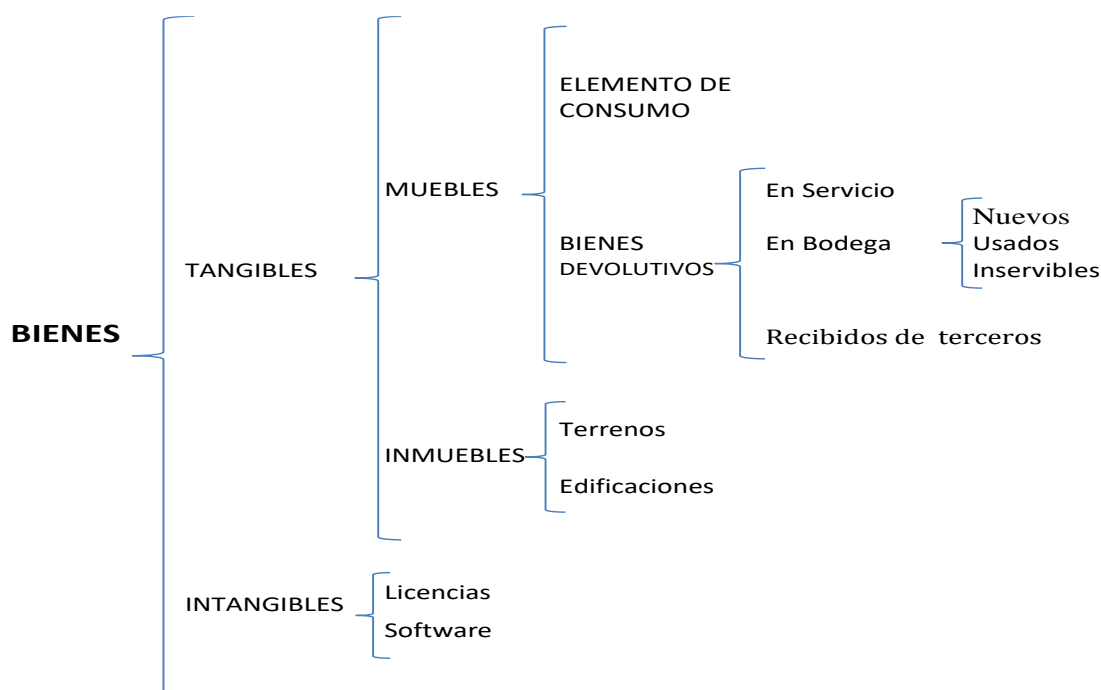 BIENES
TANGIBLES
MUEBLES
ELEMENTO DE
CONSUMO
BIENES
DEVOLUTIVOS
En Servicio
En Bodega
Nuevos
Usados
Inservibles
Recibidos de terceros
INMUEBLES
Terrenos
Edificaciones
INTANGIBLES
Licencias
Software